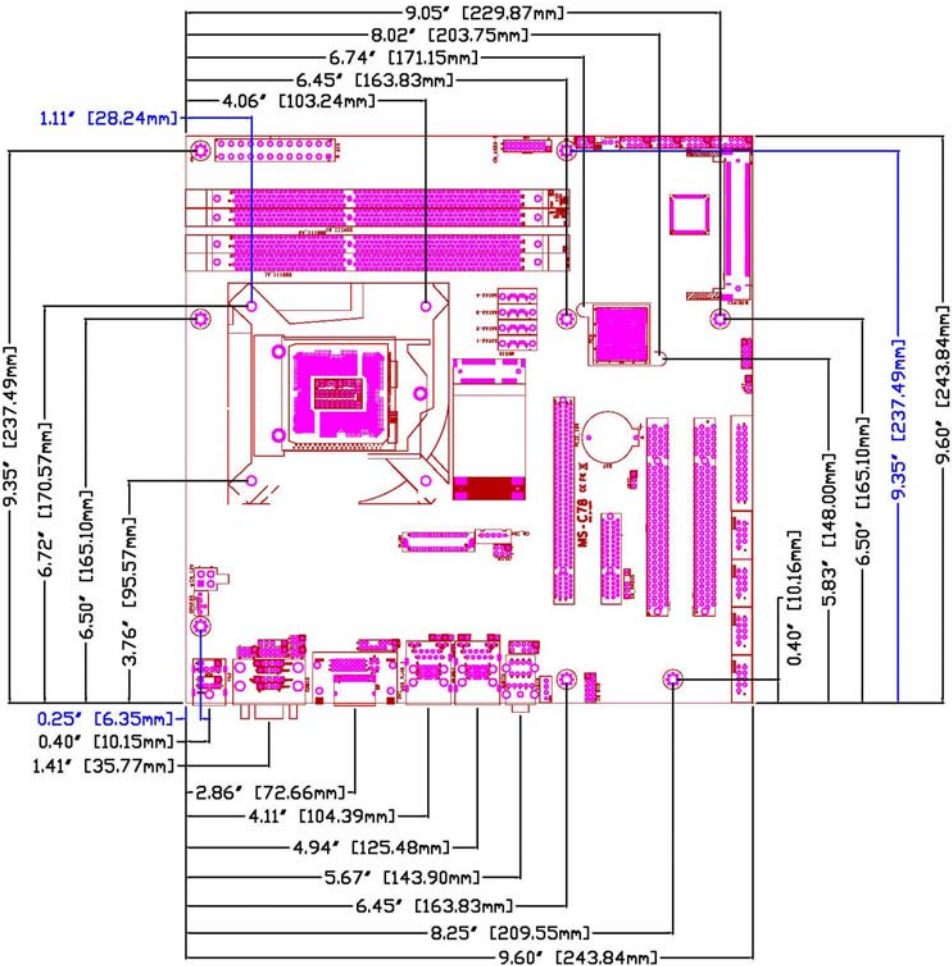 9.05" [229.87mm]
8.02" [203.75mm]
6.74" [171.15mm]
6.45" [163.83mm]
4.06" [103.24mm]
1.11" [28.24mm]
9.35" [237.49mm]
6.72" [170.57mm]
6.50" [165.10mm]
3.76" [95.57mm]
MS-C78
0.40" [10.16mm]
5.83" [148.00mm]
6.50" [165.10mm]
9.35" [237.49mm]
9.60" [243.84mm]
0.25" [6.35mm]
0.40" [10.15mm]
1.41" [35.77mm]
2.86" [72.66mm]
4.11" [104.39mm]
4.94" [125.48mm]
5.67" [143.90mm]
6.45" [163.83mm]
8.25" [209.55mm]
9.60" [243.84mm]